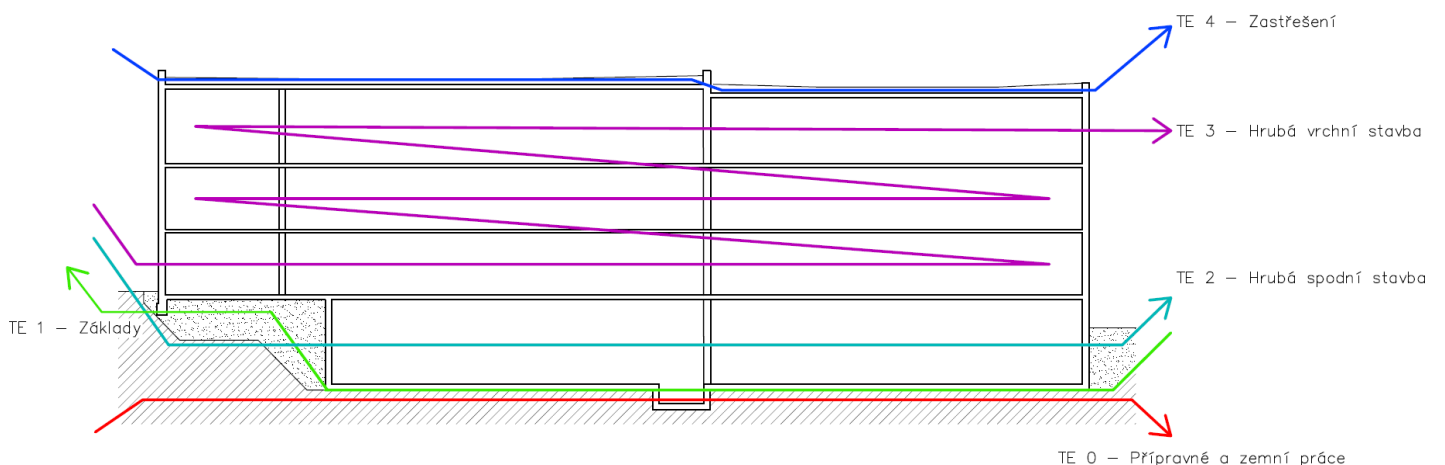 TE 4 – Zastřešení
TE 3 – Hrubá vrchní stavba
TE 2 – Hrubá spodní stavba
TE 1 – Základy
TE 0 – Přípravné a zemní práce